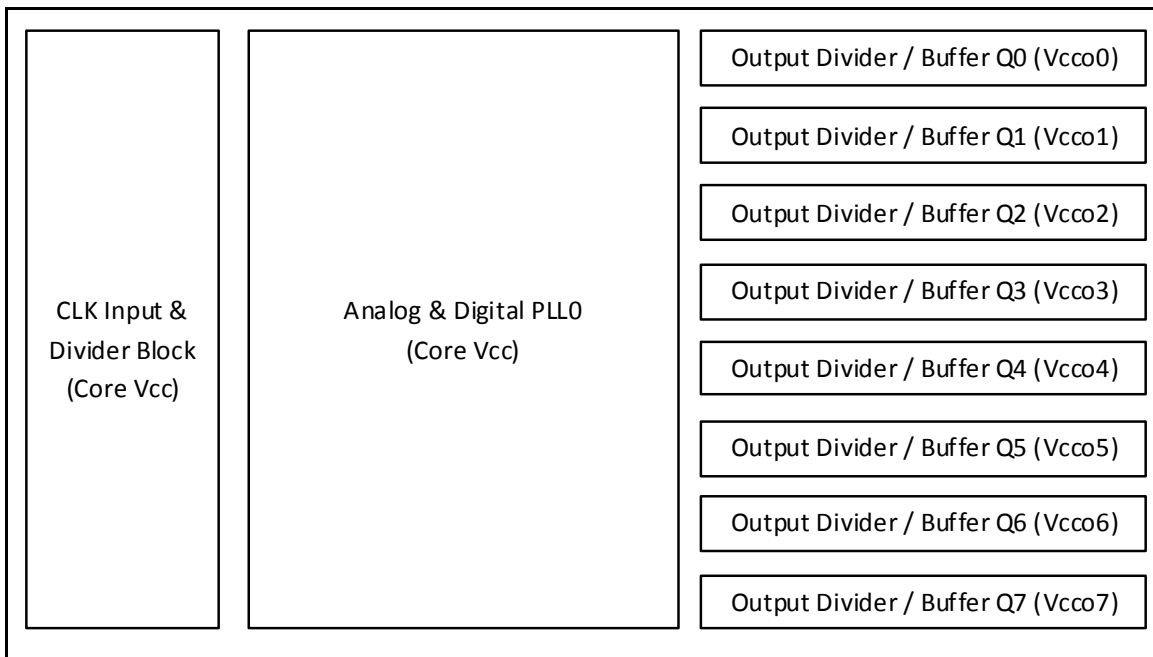 CLK Input &
Divider Block
(Core Vcc)
Analog & Digital PLL0
(Core Vcc)
Output Divider / Buffer Q0 (Vcco0)
Output Divider / Buffer Q1 (Vcco1)
Output Divider / Buffer Q2 (Vcco2)
Output Divider / Buffer Q3 (Vcco3)
Output Divider / Buffer Q4 (Vcco4)
Output Divider / Buffer Q5 (Vcco5)
Output Divider / Buffer Q6 (Vcco6)
Output Divider / Buffer Q7 (Vcco7)